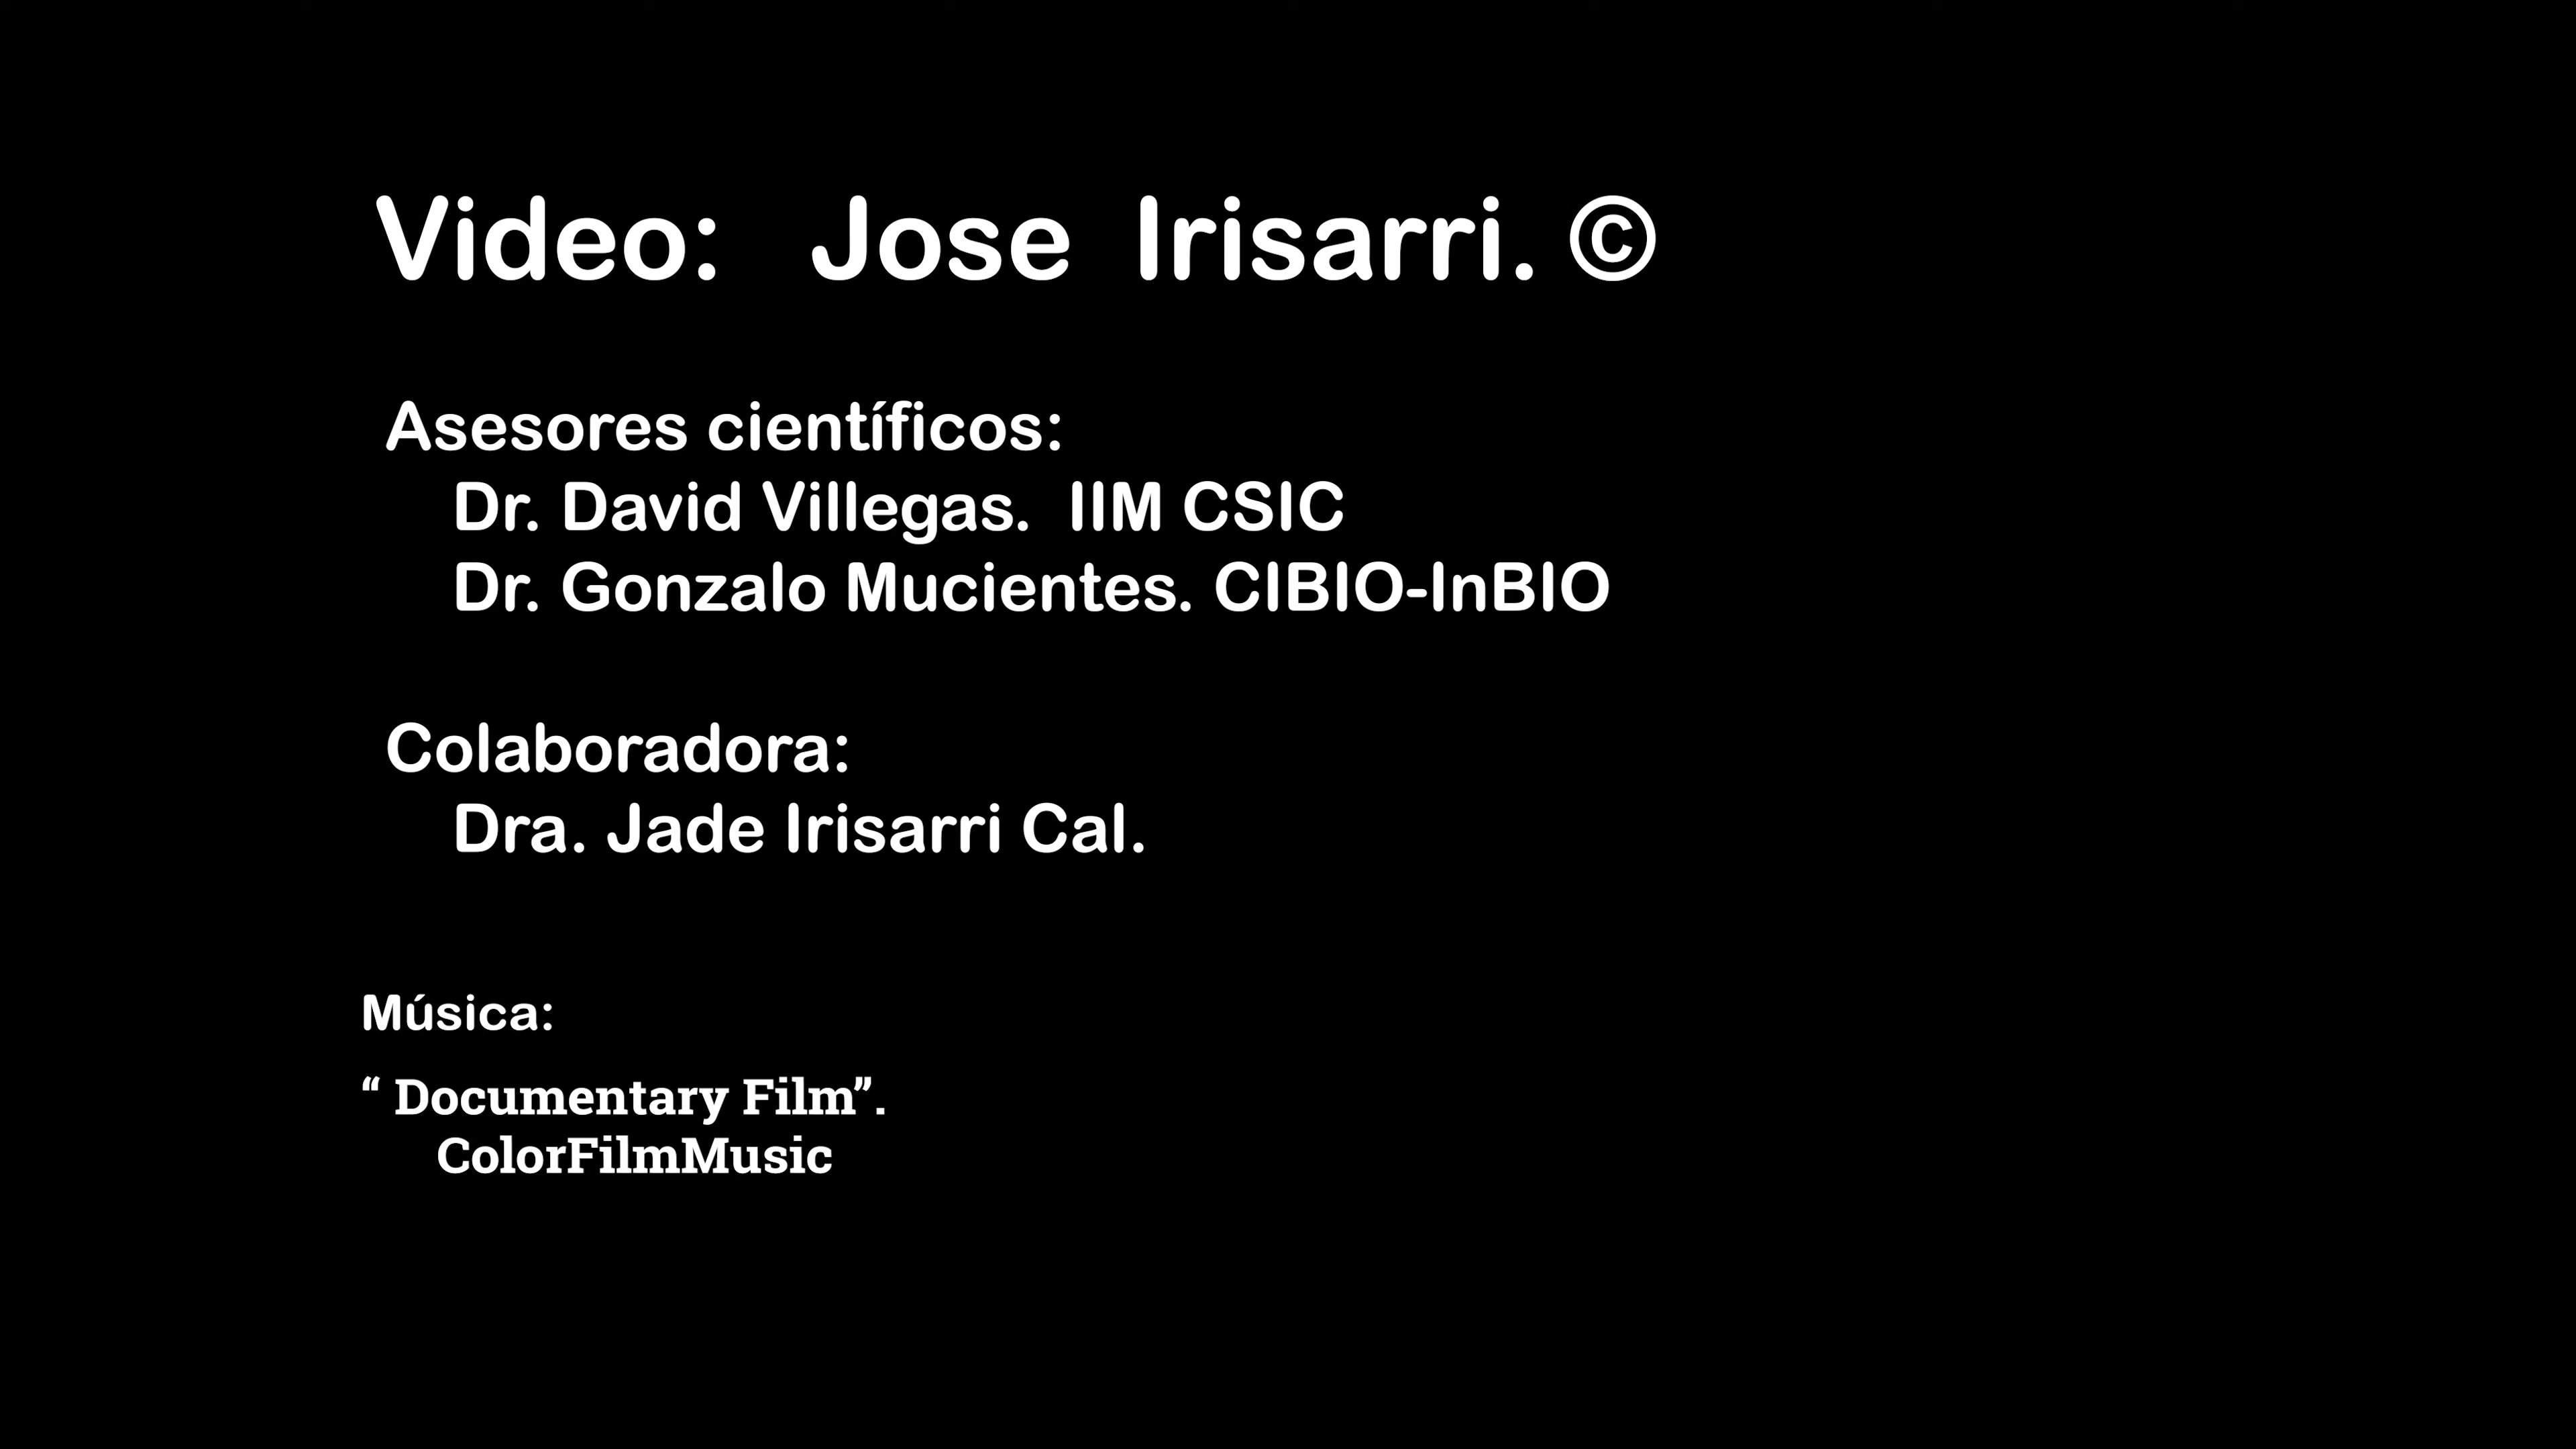 Video: Jose Irisarri. ©
Asesores científicos:
Dr. David Villegas. IIM CSIC
Dr. Gonzalo Mucientes. CIBIO-InBIO
Colaboradora:
Dra. Jade Irisarri Cal.
Música:
“ Documentary Film”.
ColorFilmMusic